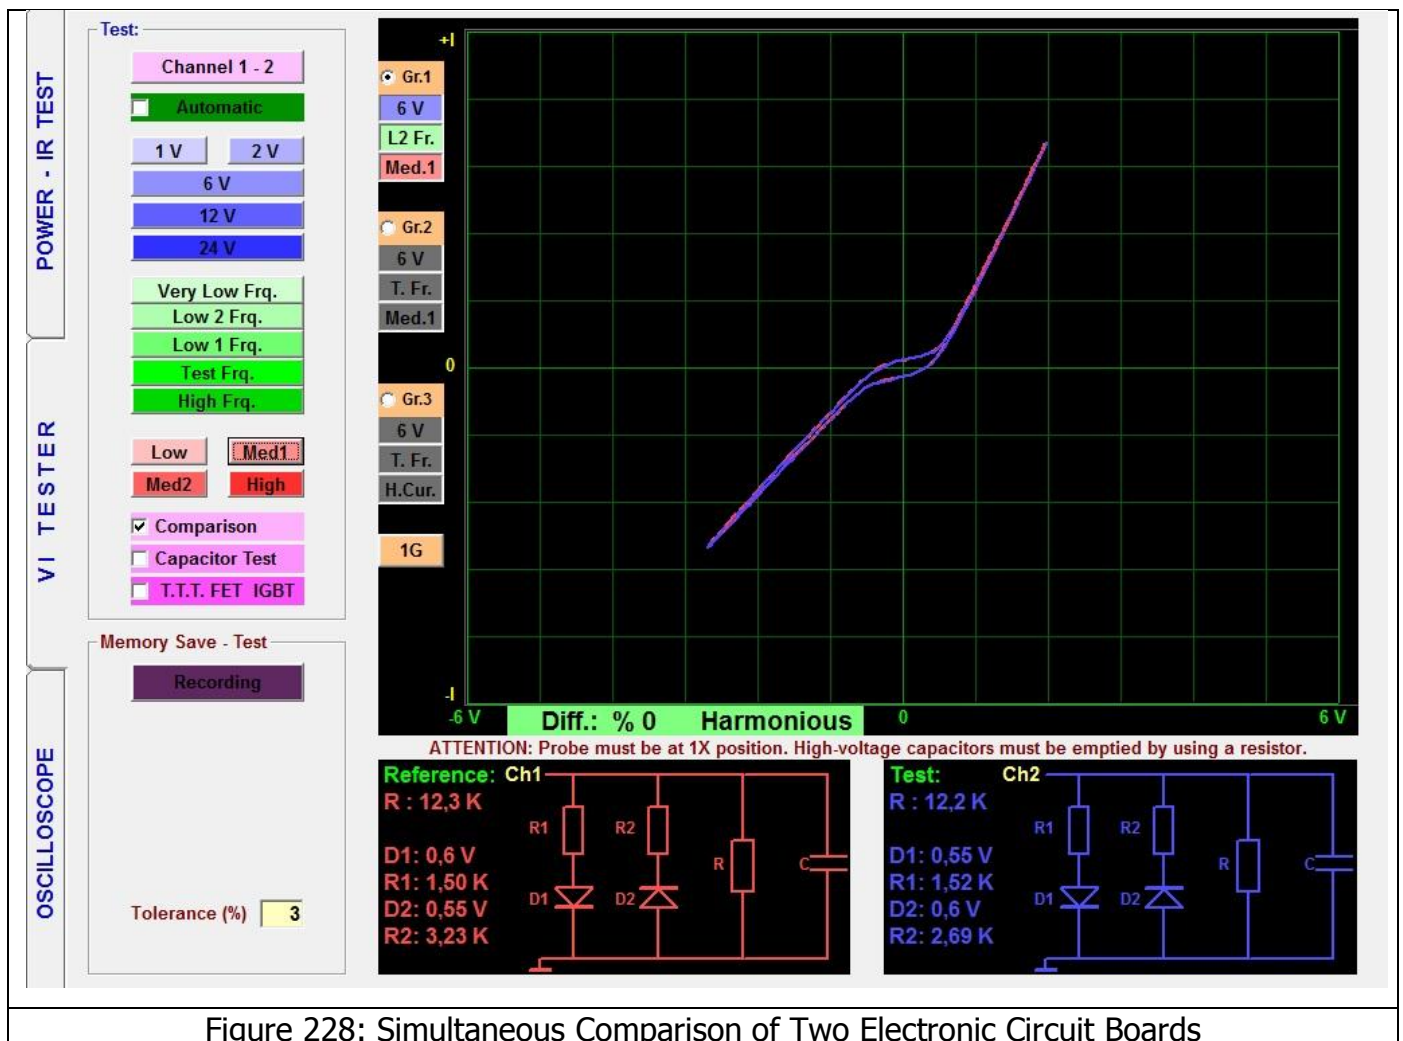 POWER - IR TEST
VI TESTER
OSCILLOSCOPE
Test:
Channel 1 - 2
Automatic
1 V
2 V
6 V
12 V
24 V
Very Low Frq.
Low 2 Frq.
Low 1 Frq.
Test Frq.
High Frq.
Low
Med1
Med2
High
Comparison
Capacitor Test
T.T.T. FET IGBT
Memory Save - Test
Recording
Tolerance (%) 3
+I
Gr.1
6 V
L2 Fr.
Med.1
Gr.2
6 V
T. Fr.
Med.1
0
Gr.3
6 V
T. Fr.
H.Cur.
1G
-I
-6 V
Diff.: % 0 Harmonious
0
6 V
ATTENTION: Probe must be at 1X position. High-voltage capacitors must be emptied by using a resistor.
Reference: Ch1
R : 12,3 K
D1: 0,6 V
R1: 1,50 K
D2: 0,55 V
R2: 3,23 K
R1
R2
R
C
D1
D2
Test: Ch2
R : 12,2 K
D1: 0,55 V
R1: 1,52 K
D2: 0,6 V
R2: 2,69 K
R1
R2
R
C
D1
D2
Figure 228: Simultaneous Comparison of Two Electronic Circuit Boards